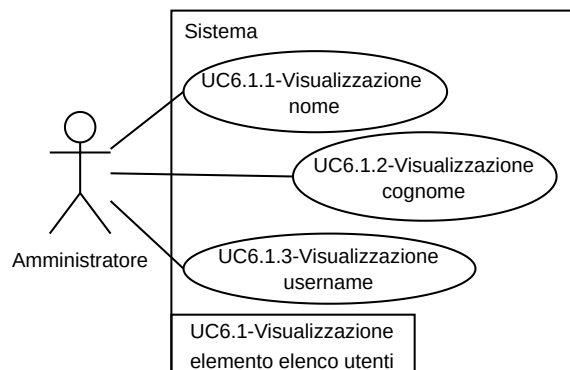 Sistema
UC6.1.1-Visualizzazione
nome
UC6.1.2-Visualizzazione
cognome
Amministratore
UC6.1.3-Visualizzazione
username
UC6.1-Visualizzazione
elemento elenco utenti